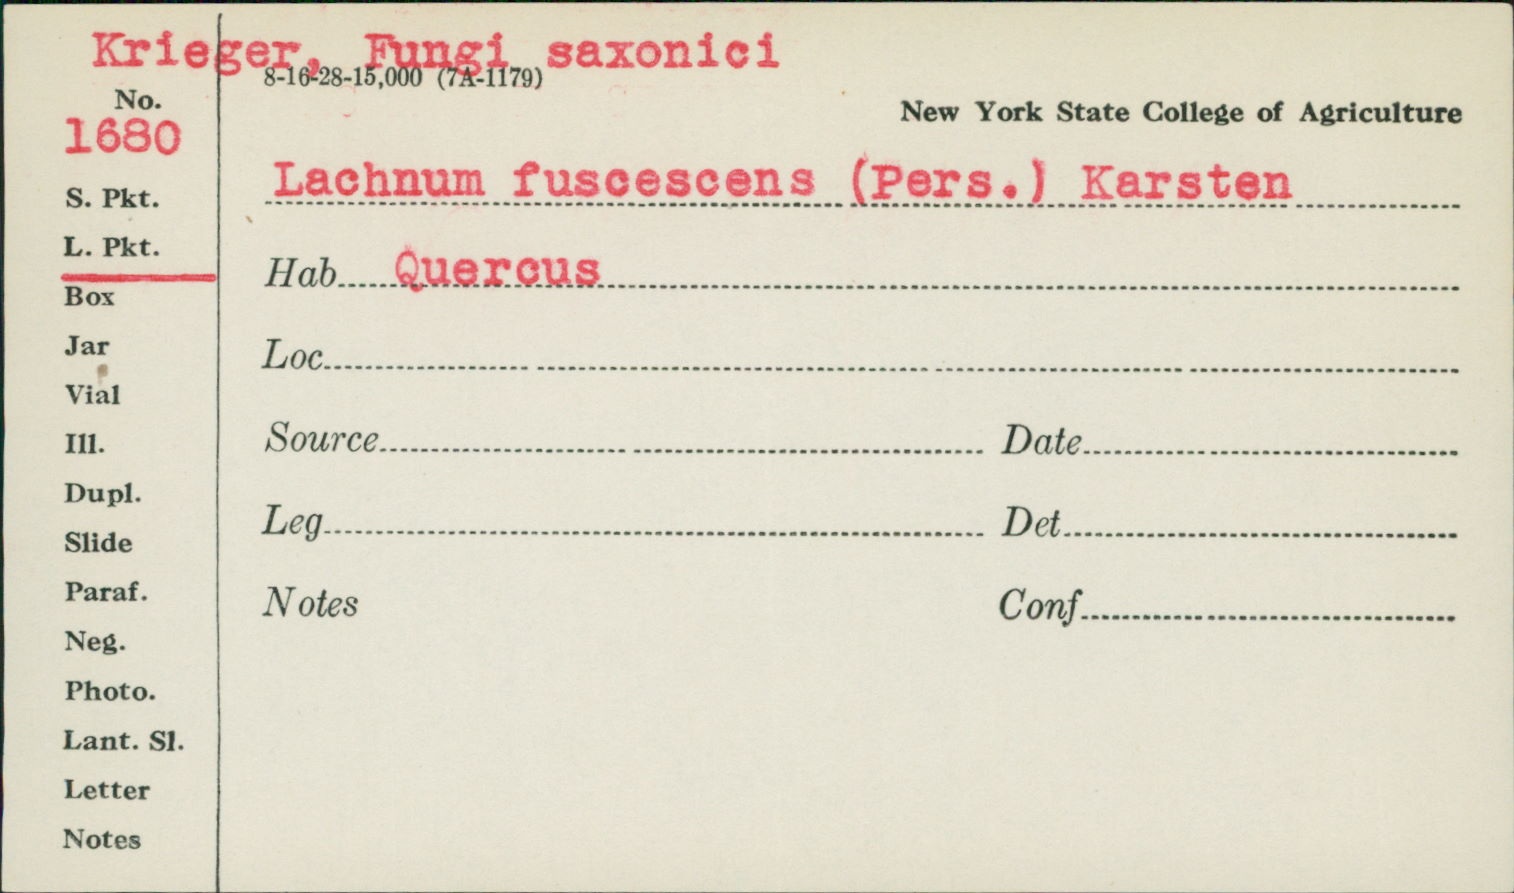 Krieger, Fungi saxonici
8-16-28-15,000 (7A-1179)
No.
1680
New York State College of Agriculture
Lachnum fuscescens (Pers.) Karsten
S. Pkt.
L. Pkt.
Hab Quercus
Box
Jar
Loc
Vial
Ill.
Source Date
Dupl.
Slide
Leg Det
Paraf.
Notes Conf
Neg.
Photo.
Lant. Sl.
Letter
Notes